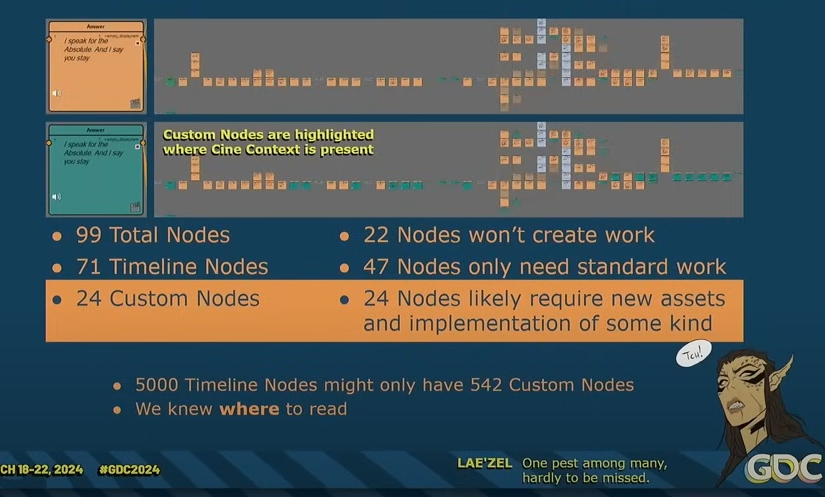 Answer
I speak for the
Absolute. And I say
you stay
Answer
I speak for the
Absolute. And I say
you stay
Custom Nodes are highlighted
where Cine Context is present
● 99 Total Nodes
● 71 Timeline Nodes
● 24 Custom Nodes
● 22 Nodes won't create work
● 47 Nodes only need standard work
● 24 Nodes likely require new assets
and implementation of some kind
Tch!
● 5000 Timeline Nodes might only have 542 Custom Nodes
● We knew where to read
CH 18-22, 2024 #GDC2024
LAE'ZEL One pest among many,
hardly to be missed.
GDC